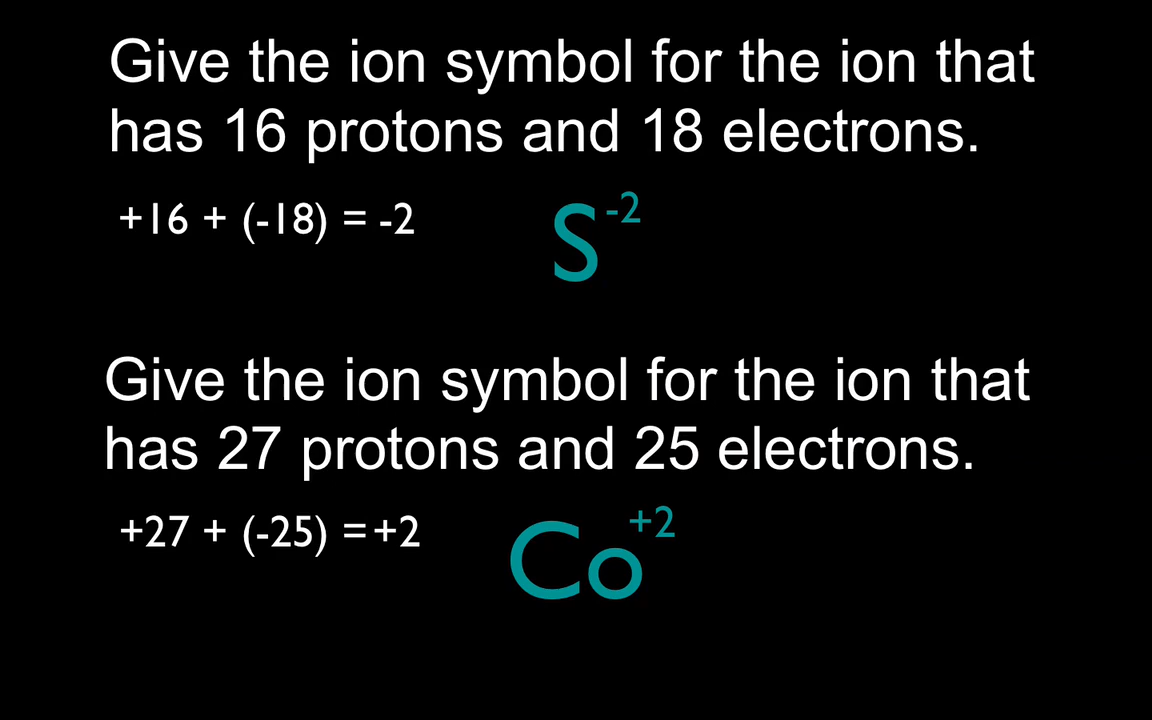 Give the ion symbol for the ion that
has 16 protons and 18 electrons.
+16 + (-18) = -2
S-2
Give the ion symbol for the ion that
has 27 protons and 25 electrons.
+27 + (-25) =+2
Co+2